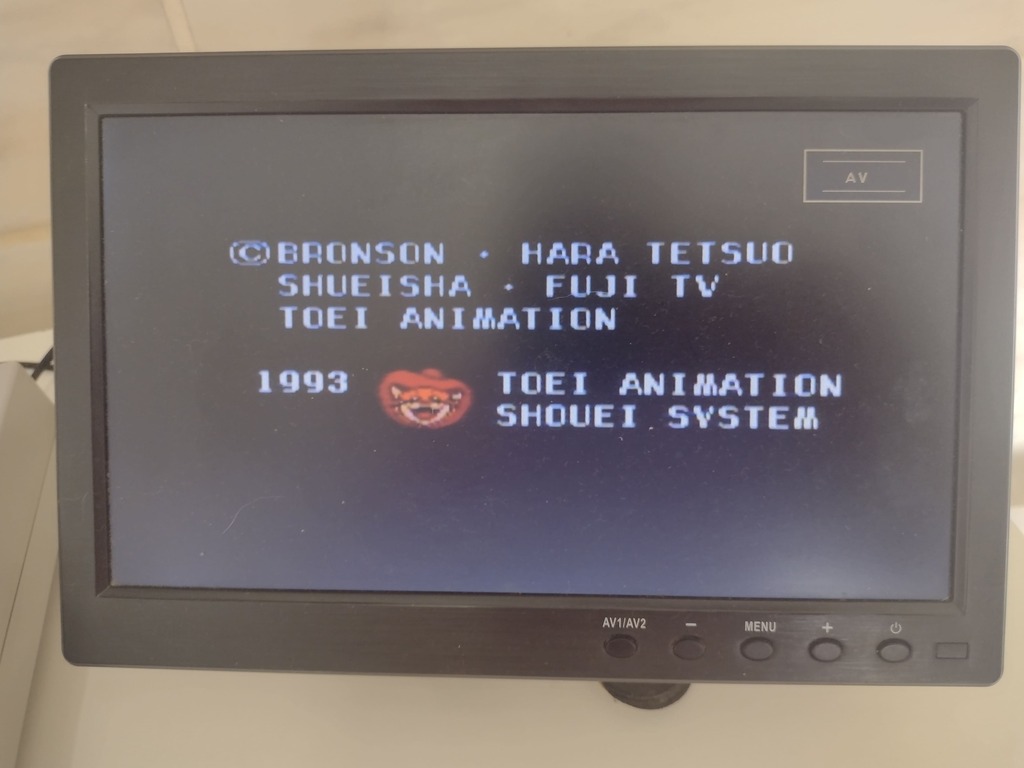 AV
©BRONSON · HARA TETSUO
SHUEISHA · FUJI TV
TOEI ANIMATION
1993 TOEI ANIMATION
SHOUEI SYSTEM
AV1/AV2 − MENU + ⏻